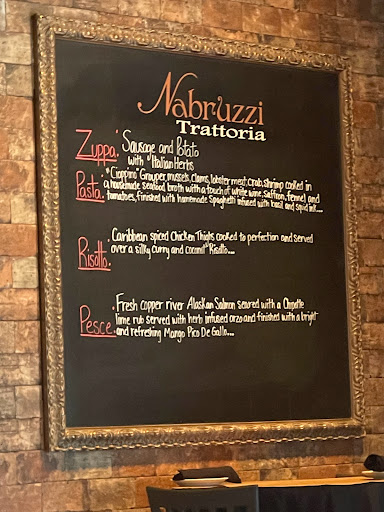 Nabruzzi
Trattoria
Zuppa: Sausage and Potato
with Italian Herbs
Pasta: "Cioppino" Grouper, mussels, clams, lobster meat, crab, shrimp cooked in
a housemade seafood broth with a touch of white wine, saffron, fennel and
tomatoes, finished with homemade Spaghetti infused with basil and squid ink....
Risotto: Caribbean spiced Chicken Thighs cooked to perfection and served
over a silky curry and coconut Risotto....
Pesce: Fresh copper river Alaskan Salmon seared with a Chipotle
lime rub served with herb infused orzo and finished with a bright
and refreshing Mango Pico De Gallo....